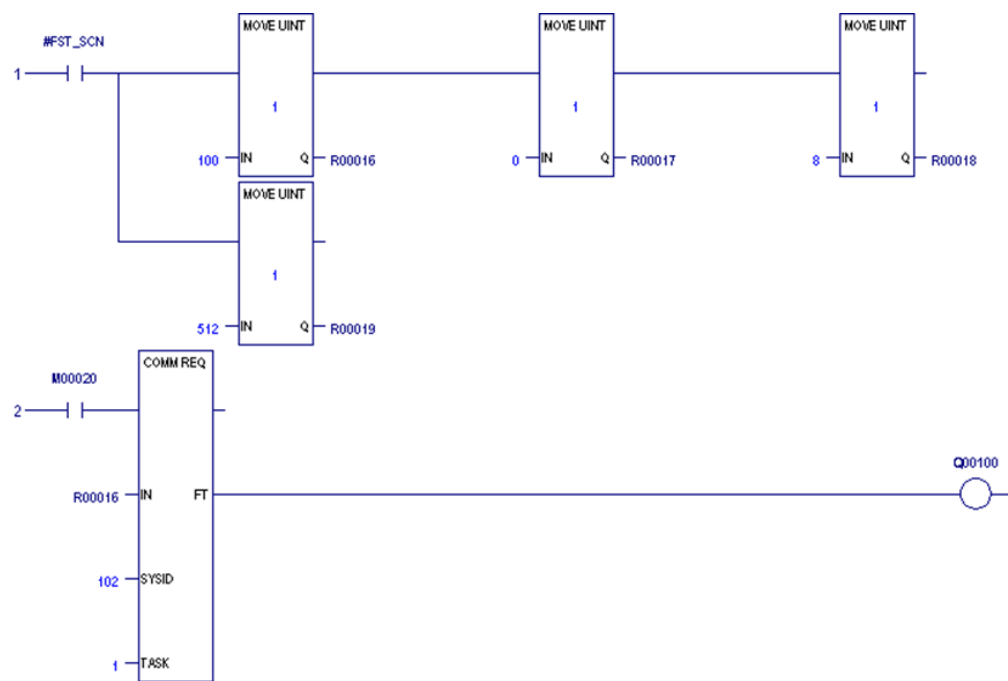 MOVE UINT MOVE UINT MOVE UINT
#FST_SCN
1
1 1 1
100 IN Q R00016 0 IN Q R00017 8 IN Q R00018
MOVE UINT
1
512 IN Q R00019
COMM REQ
M00020
2
Q00100
R00016 IN FT
102 SYSID
1 TASK